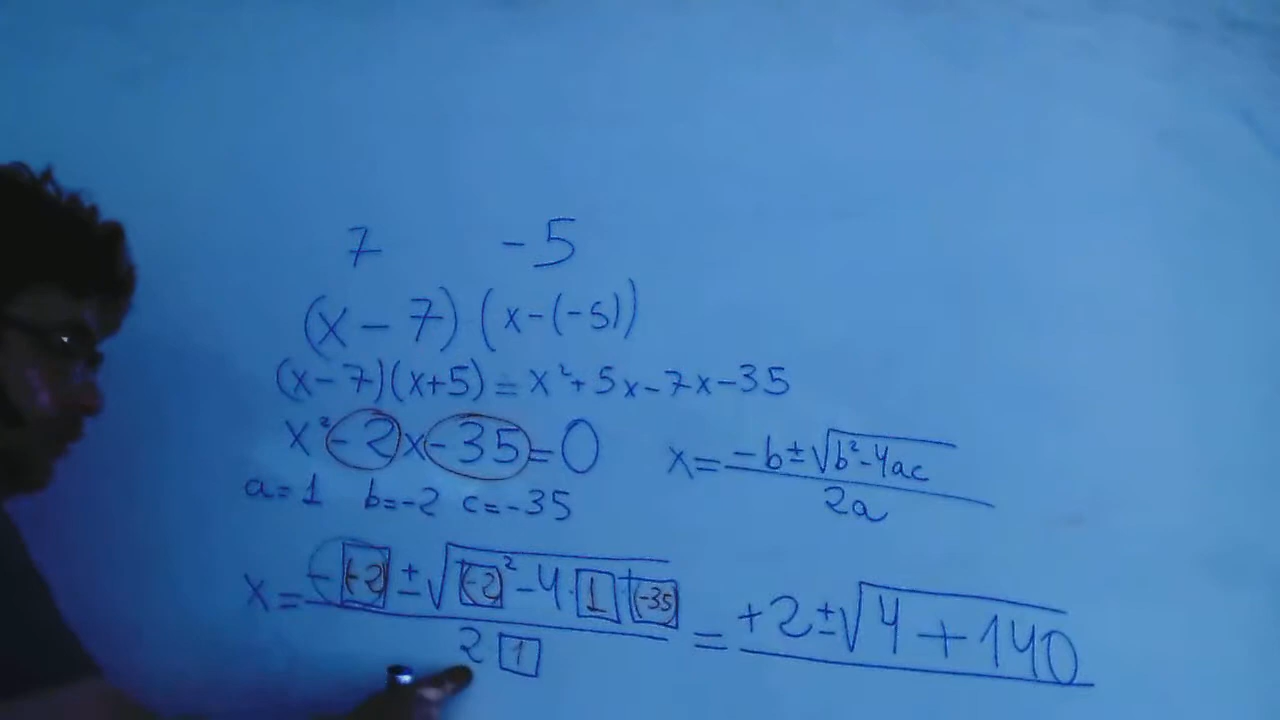 7 -5
(x-7) (x-(-5))
(x-7)(x+5) = x²+5x-7x-35
x²-2x-35=0
x= -b±√b²-4ac / 2a
a=1 b=-2 c=-35
x= -(-2) ± √(-2)²-4·1·(-35) / 2 1 = +2±√4+140